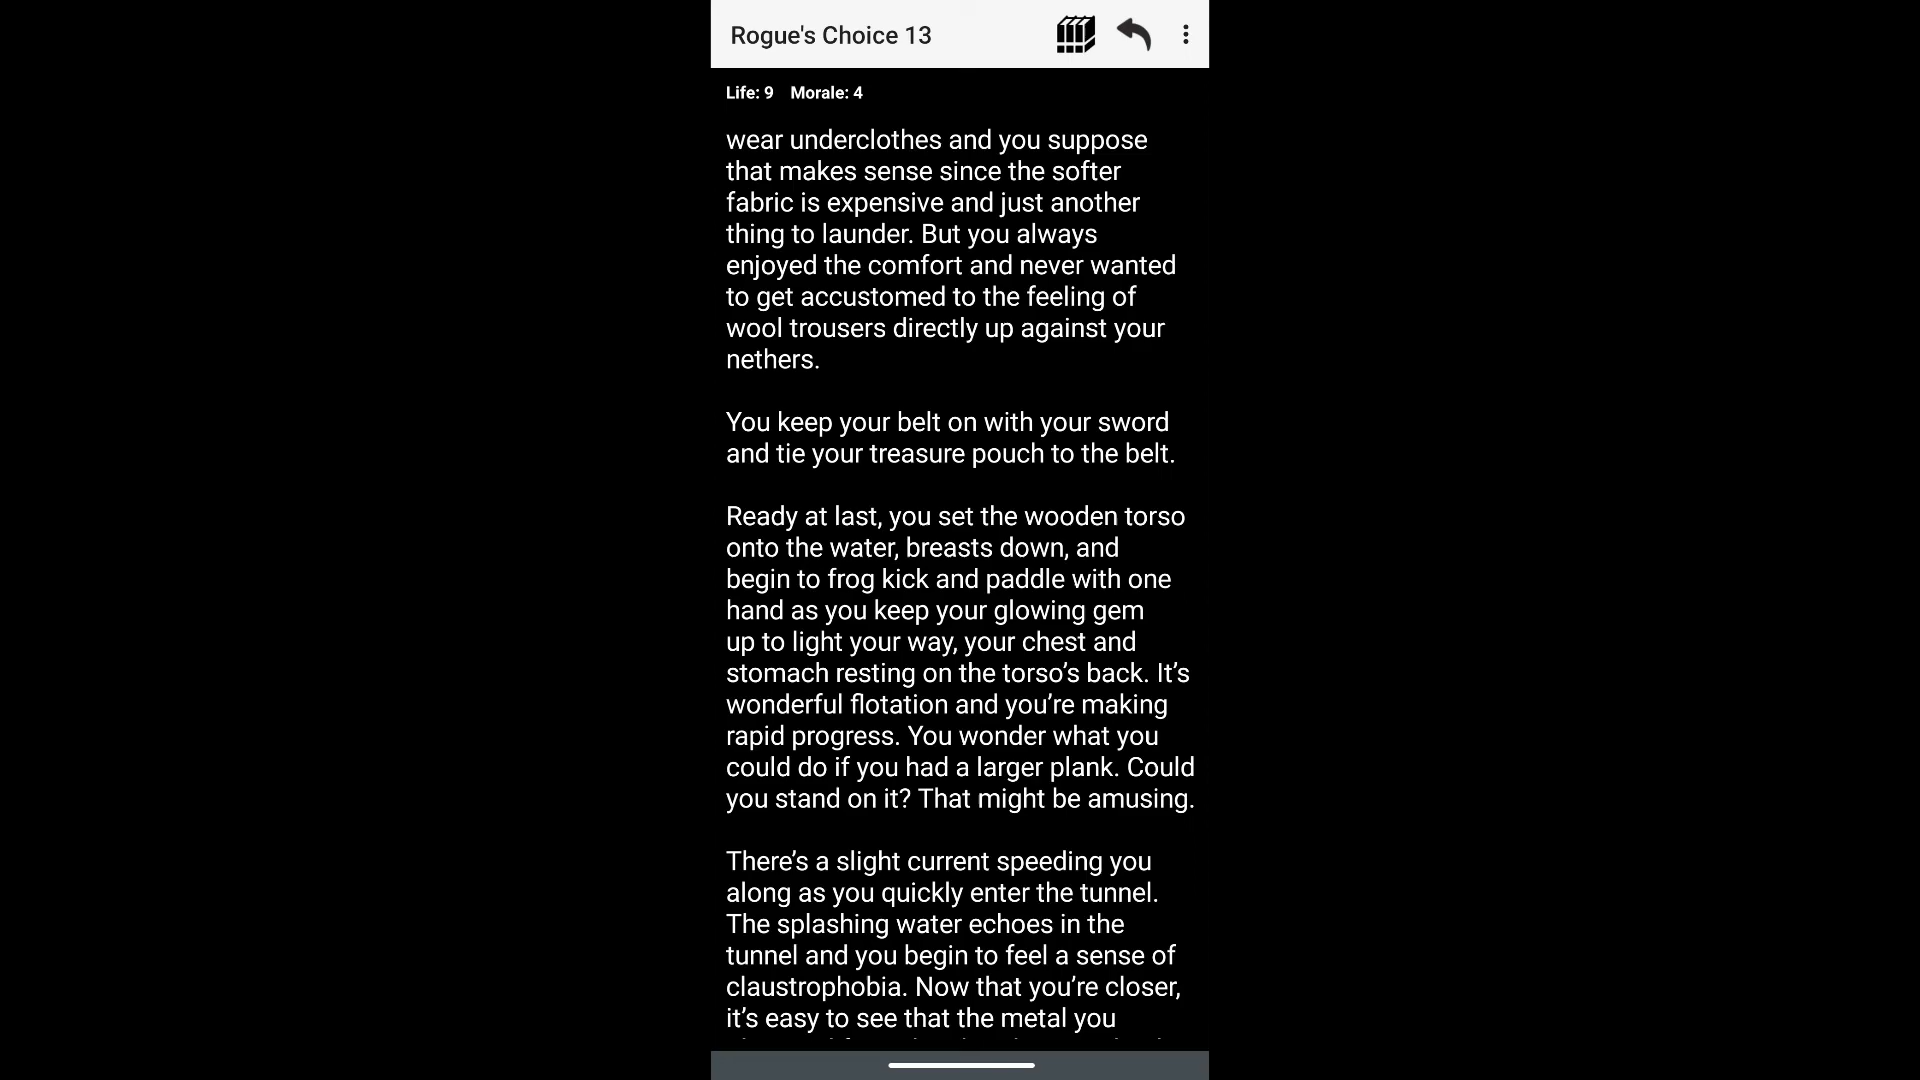 Rogue's Choice 13
Life: 9 Morale: 4
wear underclothes and you suppose
that makes sense since the softer
fabric is expensive and just another
thing to launder. But you always
enjoyed the comfort and never wanted
to get accustomed to the feeling of
wool trousers directly up against your
nethers.
You keep your belt on with your sword
and tie your treasure pouch to the belt.
Ready at last, you set the wooden torso
onto the water, breasts down, and
begin to frog kick and paddle with one
hand as you keep your glowing gem
up to light your way, your chest and
stomach resting on the torso’s back. It’s
wonderful flotation and you’re making
rapid progress. You wonder what you
could do if you had a larger plank. Could
you stand on it? That might be amusing.
There’s a slight current speeding you
along as you quickly enter the tunnel.
The splashing water echoes in the
tunnel and you begin to feel a sense of
claustrophobia. Now that you’re closer,
it’s easy to see that the metal you